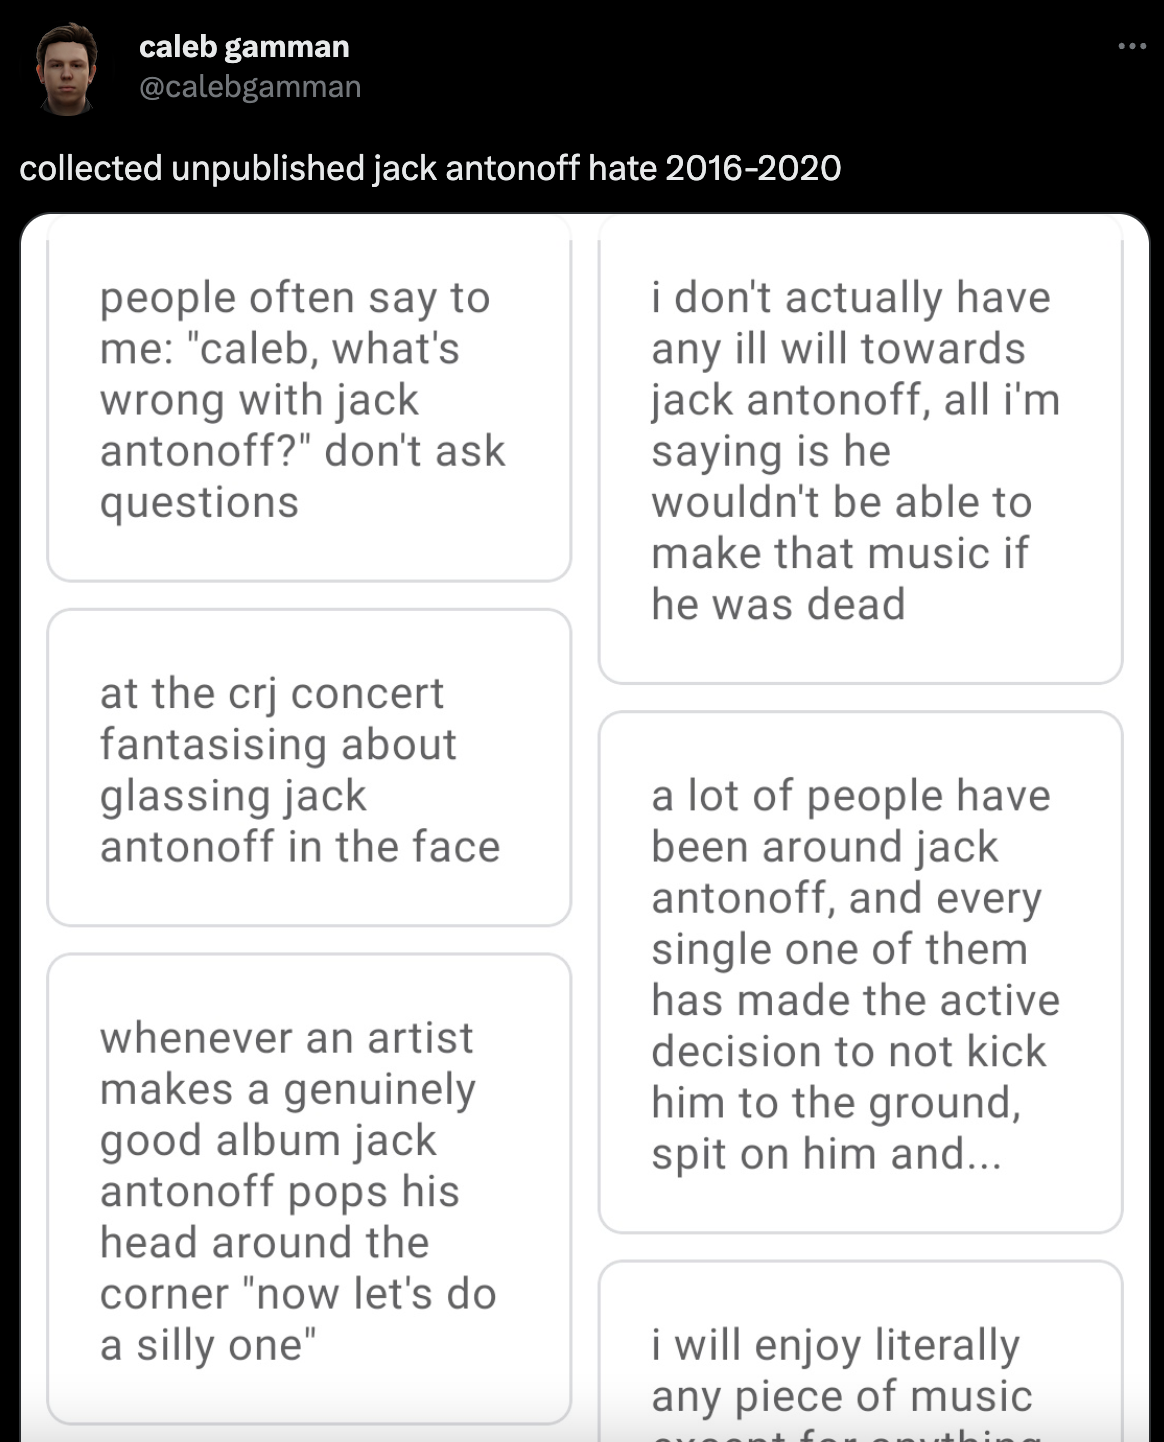 caleb gamman
@calebgamman
collected unpublished jack antonoff hate 2016-2020
people often say to
me: "caleb, what's
wrong with jack
antonoff?" don't ask
questions
at the crj concert
fantasising about
glassing jack
antonoff in the face
whenever an artist
makes a genuinely
good album jack
antonoff pops his
head around the
corner "now let's do
a silly one"
i don't actually have
any ill will towards
jack antonoff, all i'm
saying is he
wouldn't be able to
make that music if
he was dead
a lot of people have
been around jack
antonoff, and every
single one of them
has made the active
decision to not kick
him to the ground,
spit on him and...
i will enjoy literally
any piece of music
except for anything